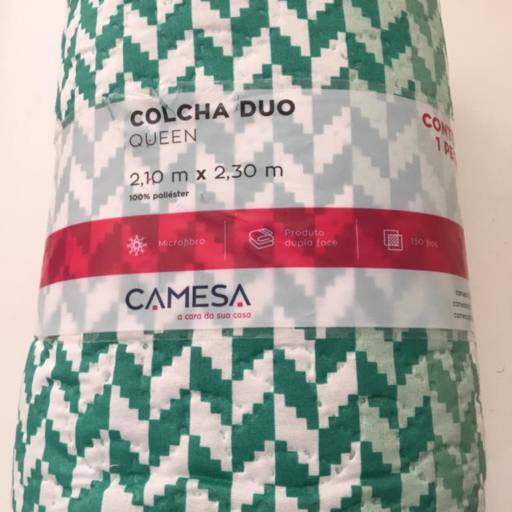 COLCHA DUO
QUEEN
2,10 m x 2,30 m
100% poliéster
1
Microfibra
Produto
dupla face
150 fios
CAMESA
a cara da sua casa